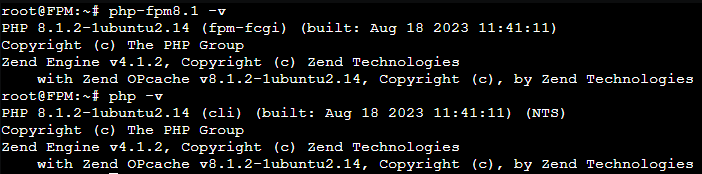 root@FPM:~# php-fpm8.1 -v
PHP 8.1.2-1ubuntu2.14 (fpm-fcgi) (built: Aug 18 2023 11:41:11)
Copyright (c) The PHP Group
Zend Engine v4.1.2, Copyright (c) Zend Technologies
    with Zend OPcache v8.1.2-1ubuntu2.14, Copyright (c), by Zend Technologies
root@FPM:~# php -v
PHP 8.1.2-1ubuntu2.14 (cli) (built: Aug 18 2023 11:41:11) (NTS)
Copyright (c) The PHP Group
Zend Engine v4.1.2, Copyright (c) Zend Technologies
    with Zend OPcache v8.1.2-1ubuntu2.14, Copyright (c), by Zend Technologies